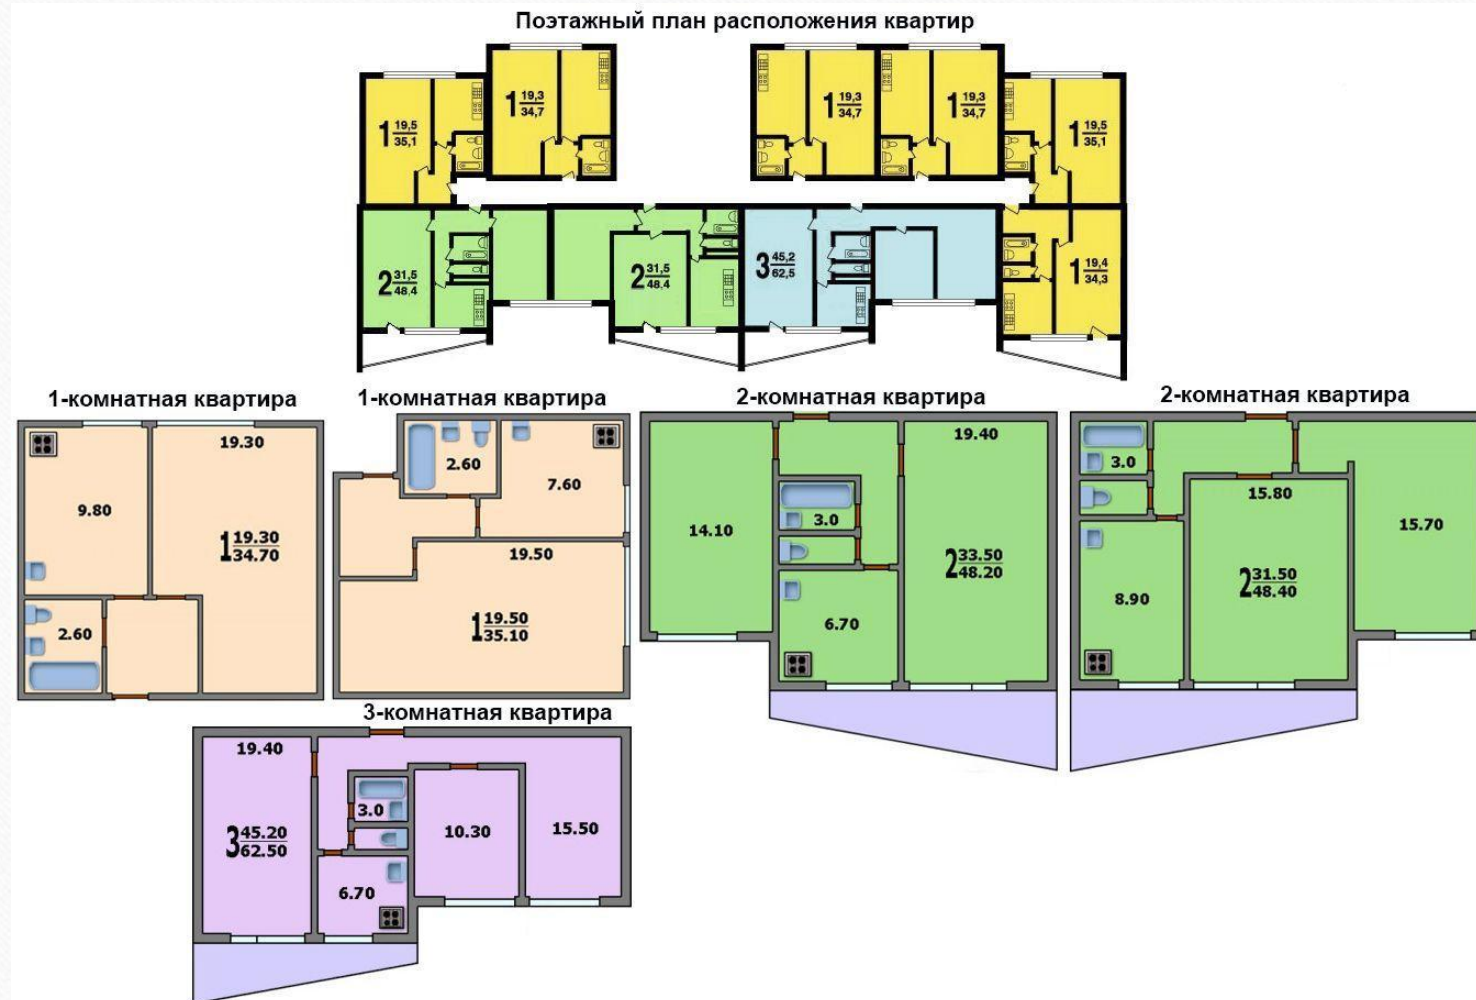 Поэтажный план расположения квартир
1 19,5 35,1
1 19,3 34,7
1 19,3 34,7
1 19,3 34,7
1 19,5 35,1
2 31,5 48,4
2 31,5 48,4
3 45,2 62,5
1 19,4 34,3
1-комнатная квартира
19.30
9.80
1 19.30 34.70
2.60
1-комнатная квартира
2.60
7.60
19.50
1 19.50 35.10
2-комнатная квартира
19.40
14.10
3.0
2 33.50 48.20
6.70
2-комнатная квартира
3.0
15.80
15.70
2 31.50 48.40
8.90
3-комнатная квартира
19.40
3.0
3 45.20 62.50
10.30
15.50
6.70